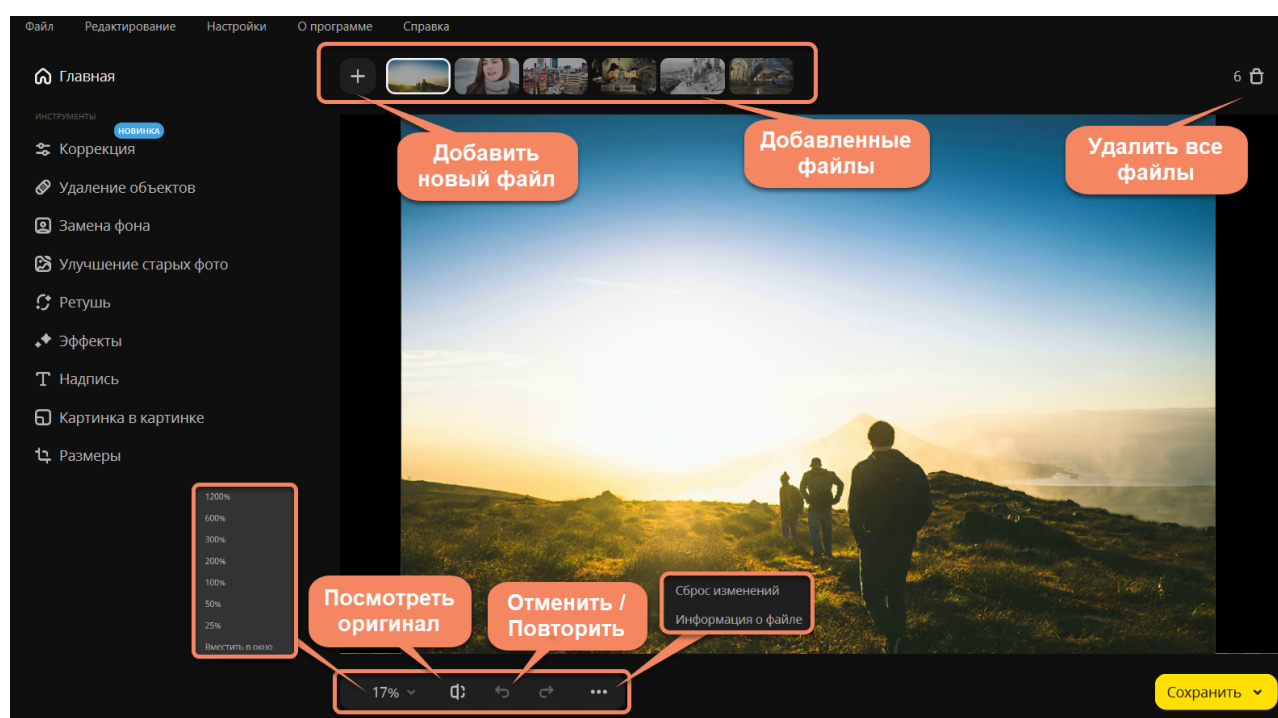 Файл Редактирование Настройки О программе Справка
Главная
6
ИНСТРУМЕНТЫ
НОВИНКА
Коррекция
Удаление объектов
Замена фона
Улучшение старых фото
Ретушь
Эффекты
Надпись
Картинка в картинке
Размеры
Добавить
новый файл
Добавленные
файлы
Удалить все
файлы
1200%
600%
300%
200%
100%
50%
25%
Вместить в окно
Посмотреть
оригинал
Отменить /
Повторить
Сброс изменений
Информация о файле
17%
Сохранить